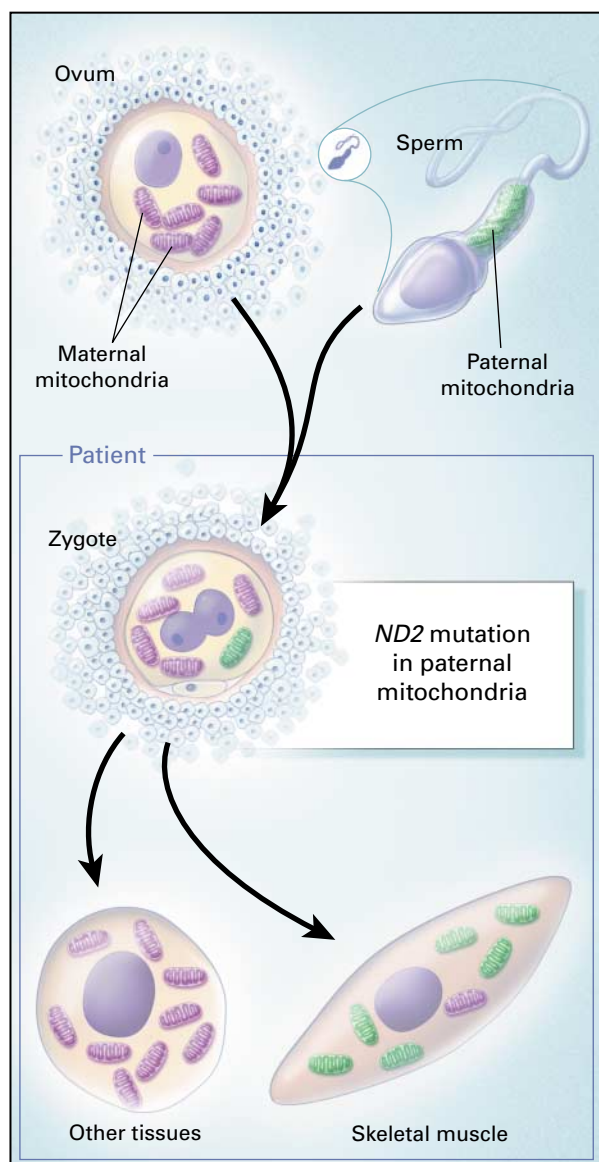 Ovum
Sperm
Maternal
mitochondria
Paternal
mitochondria
Patient
Zygote
ND2 mutation
in paternal
mitochondria
Other tissues
Skeletal muscle